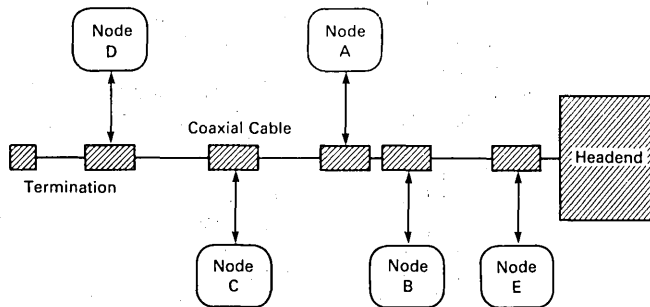 Node
D
Node
A
Coaxial Cable
Headend
Termination
Node
C
Node
B
Node
E